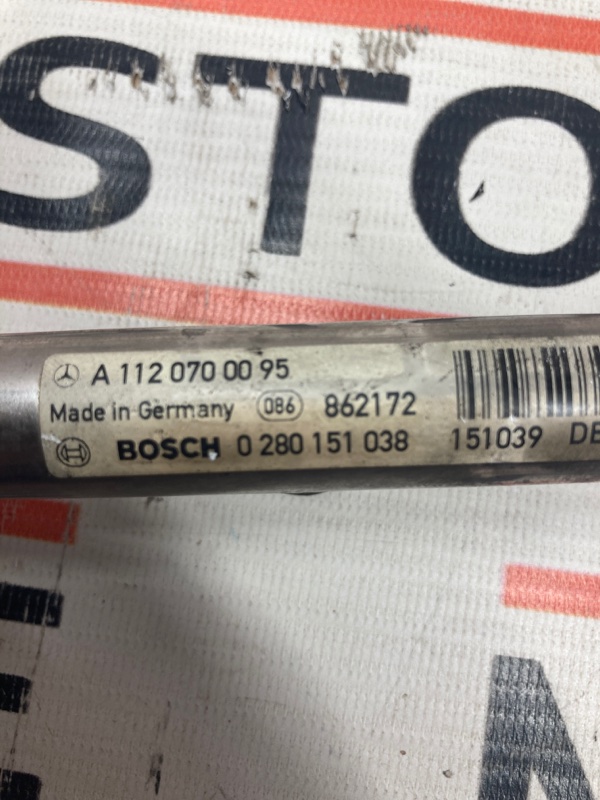 STO
A 112 070 00 95
Made in Germany 086 862172
BOSCH 0 280 151 038 151039 DE